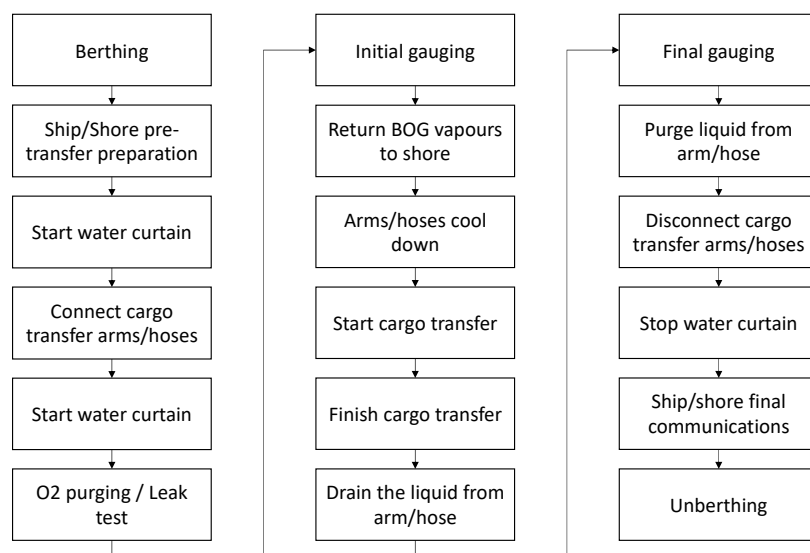 Berthing
Ship/Shore pre-
transfer preparation
Start water curtain
Connect cargo
transfer arms/hoses
Start water curtain
O2 purging / Leak
test
Initial gauging
Return BOG vapours
to shore
Arms/hoses cool
down
Start cargo transfer
Finish cargo transfer
Drain the liquid from
arm/hose
Final gauging
Purge liquid from
arm/hose
Disconnect cargo
transfer arms/hoses
Stop water curtain
Ship/shore final
communications
Unberthing